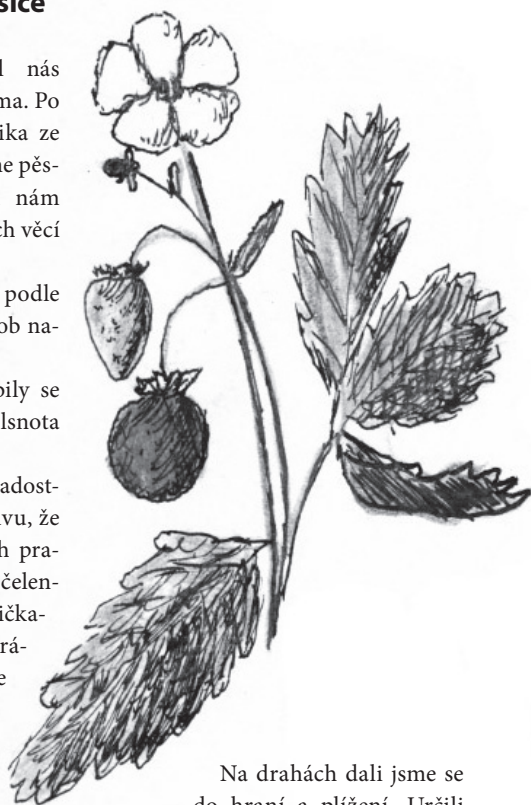 sice
l nás
ma. Po
ika ze
ne pěs-
nám
ch věcí
podle
ob na-
pily se
lsnota
adost-
vu, že
h pra-
čelen-
ička-
rá-
e
Na drahách dali jsme se
do hraní a plížení. Určili